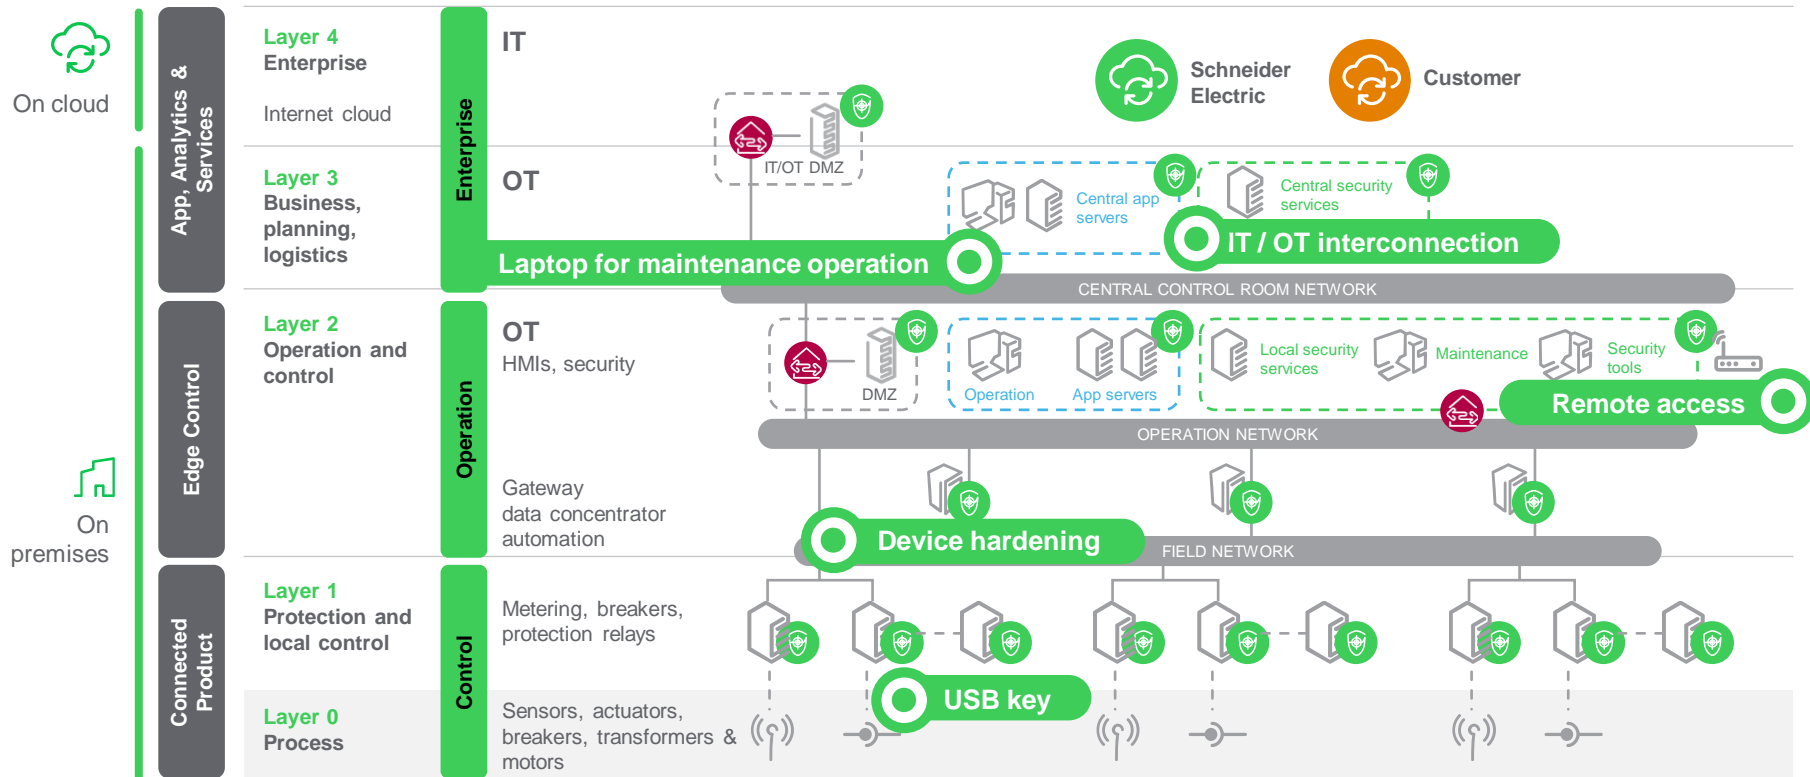 On cloud
On
premises
App, Analytics &
Services
Edge Control
Connected
Product
Layer 4
Enterprise
Internet cloud
Enterprise
IT
Schneider
Electric
Customer
IT/OT DMZ
Layer 3
Business,
planning,
logistics
OT
Central app
servers
Central security
services
IT / OT interconnection
Laptop for maintenance operation
CENTRAL CONTROL ROOM NETWORK
Layer 2
Operation and
control
Operation
OT
HMIs, security
DMZ
Operation
App servers
Local security
services
Maintenance
Security
tools
Remote access
OPERATION NETWORK
Gateway
data concentrator
automation
Device hardening
FIELD NETWORK
Layer 1
Protection and
local control
Control
Metering, breakers,
protection relays
USB key
Layer 0
Process
Sensors, actuators,
breakers, transformers &
motors